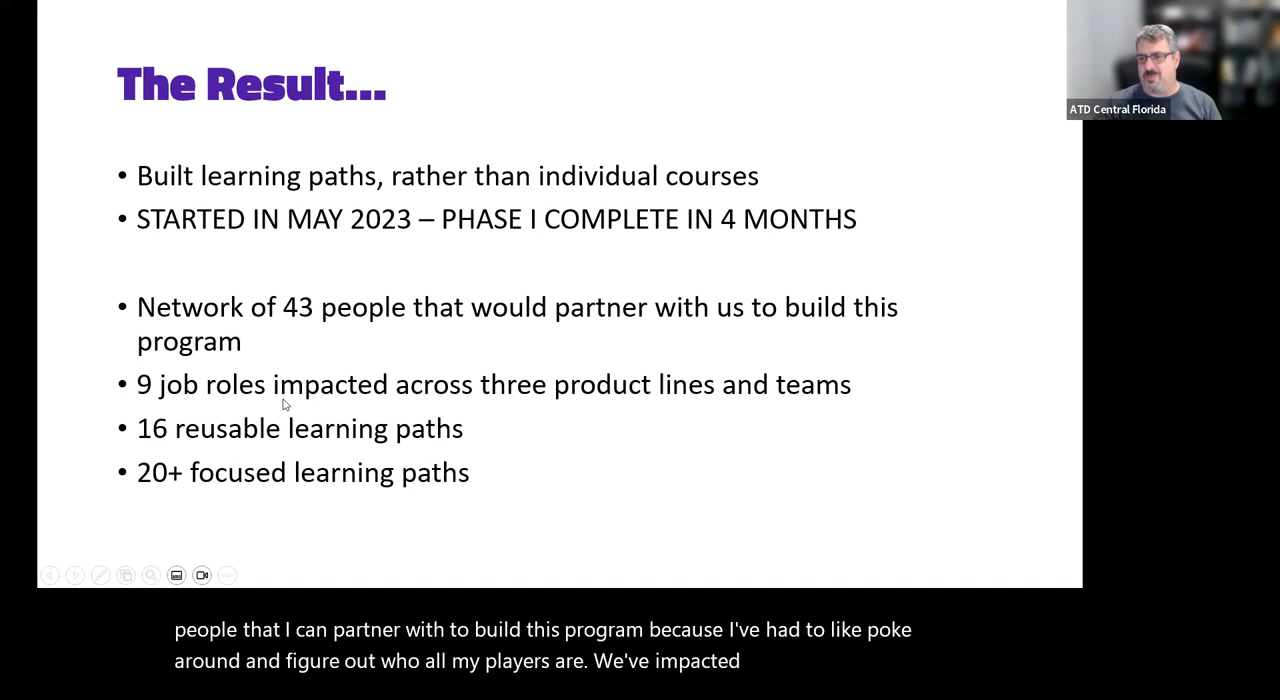 The Result...
ATD Central Florida
• Built learning paths, rather than individual courses
• STARTED IN MAY 2023 – PHASE I COMPLETE IN 4 MONTHS
• Network of 43 people that would partner with us to build this
program
• 9 job roles impacted across three product lines and teams
• 16 reusable learning paths
• 20+ focused learning paths
people that I can partner with to build this program because I've had to like poke
around and figure out who all my players are. We've impacted